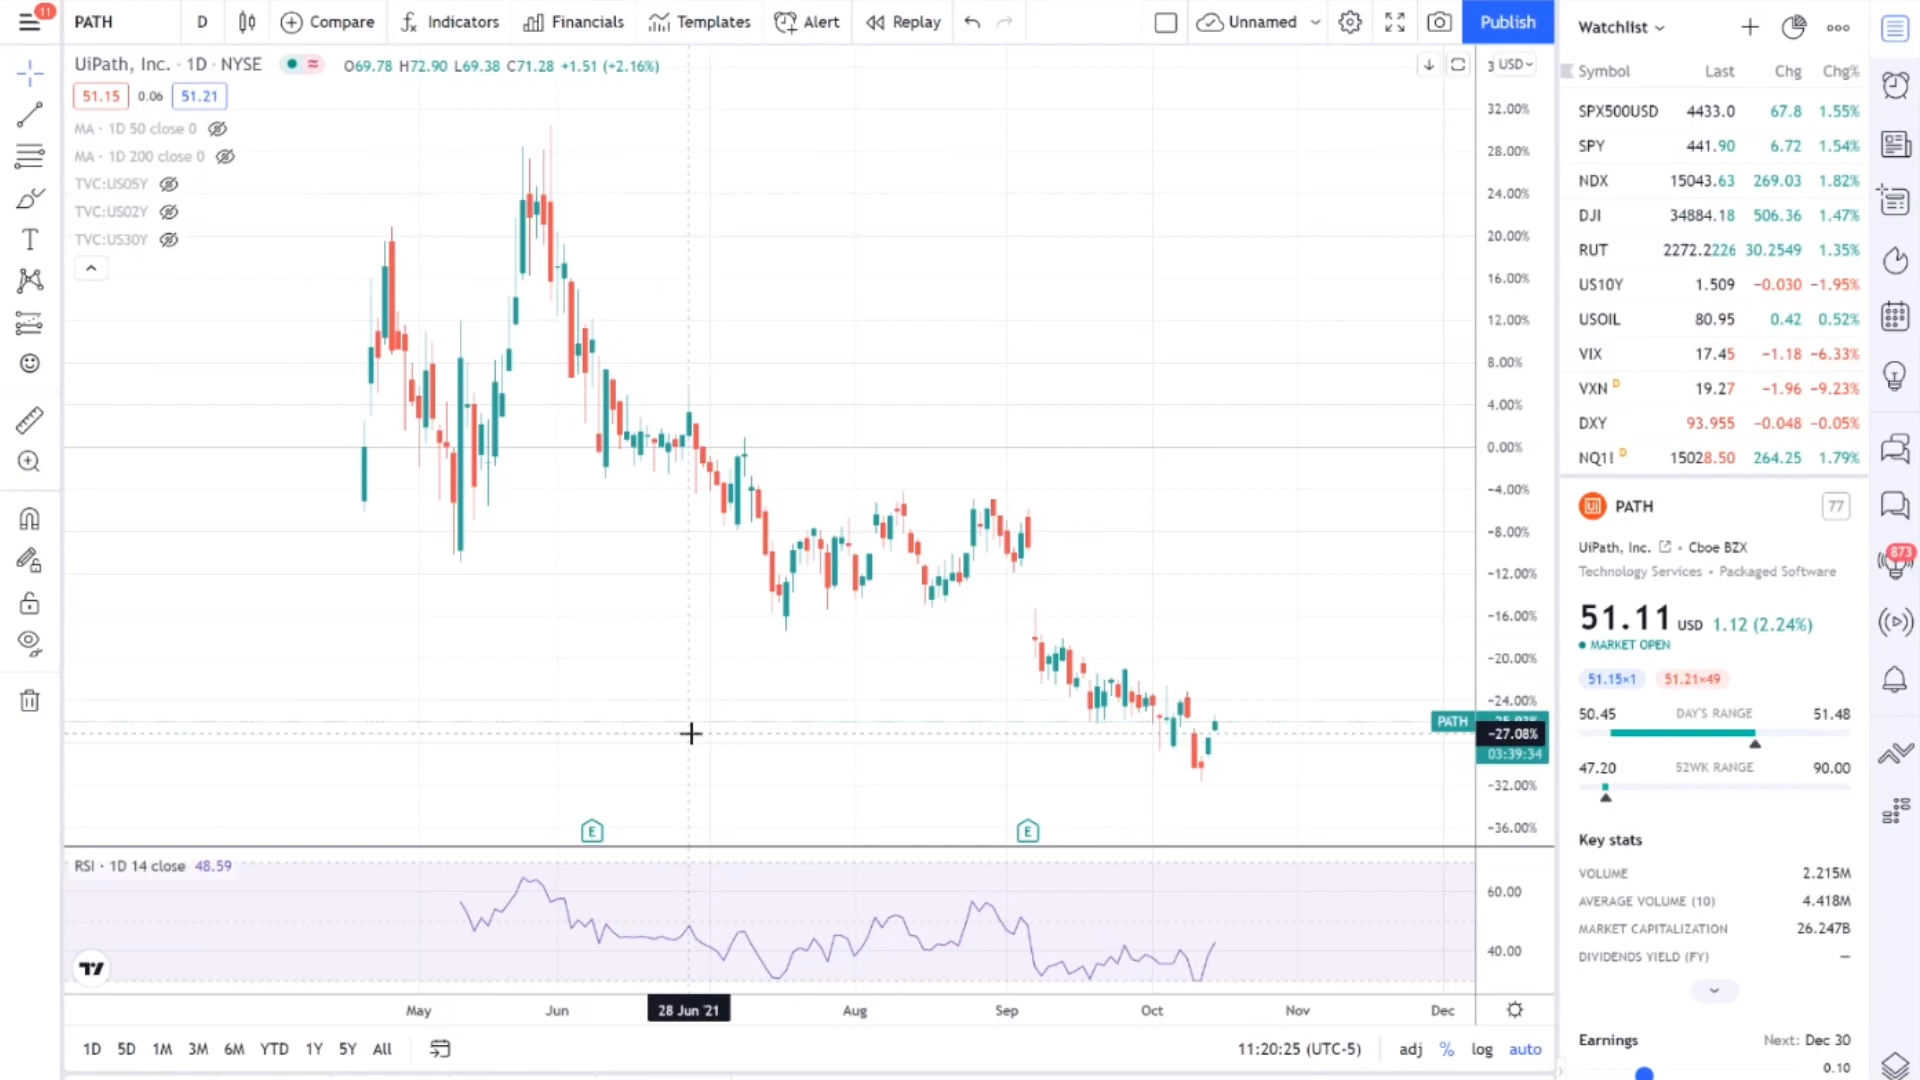 11
PATH D Compare Indicators Financials Templates Alert Replay Unnamed Publish
UiPath, Inc. · 1D · NYSE O69.78 H72.90 L69.38 C71.28 +1.51 (+2.16%)
51.15 0.06 51.21
MA · 1D 50 close 0
MA · 1D 200 close 0
TVC:US05Y
TVC:US02Y
TVC:US30Y
USD
32.00%
28.00%
24.00%
20.00%
16.00%
12.00%
8.00%
4.00%
0.00%
−4.00%
−8.00%
−12.00%
−16.00%
−20.00%
−24.00%
PATH
−27.08%
03:39:34
−32.00%
−36.00%
E E
RSI · 1D 14 close 48.59
60.00
40.00
May Jun 28 Jun '21 Aug Sep Oct Nov Dec
1D 5D 1M 3M 6M YTD 1Y 5Y All 11:20:25 (UTC-5) adj % log auto
Watchlist
Symbol Last Chg Chg%
SPX500USD 4433.0 67.8 1.55%
SPY 441.90 6.72 1.54%
NDX 15043.63 269.03 1.82%
DJI 34884.18 506.36 1.47%
RUT 2272.2226 30.2549 1.35%
US10Y 1.509 −0.030 −1.95%
USOIL 80.95 0.42 0.52%
VIX 17.45 −1.18 −6.33%
VXN D 19.27 −1.96 −9.23%
DXY 93.955 −0.048 −0.05%
NQ1! D 15028.50 264.25 1.79%
Ui PATH 77
UiPath, Inc. • Cboe BZX
Technology Services • Packaged Software
51.11 USD 1.12 (2.24%)
MARKET OPEN
51.15×1 51.21×49
50.45 DAY'S RANGE 51.48
47.20 52WK RANGE 90.00
Key stats
VOLUME 2.215M
AVERAGE VOLUME (10) 4.418M
MARKET CAPITALIZATION 26.247B
DIVIDENDS YIELD (FY) —
Earnings Next: Dec 30
0.10
873